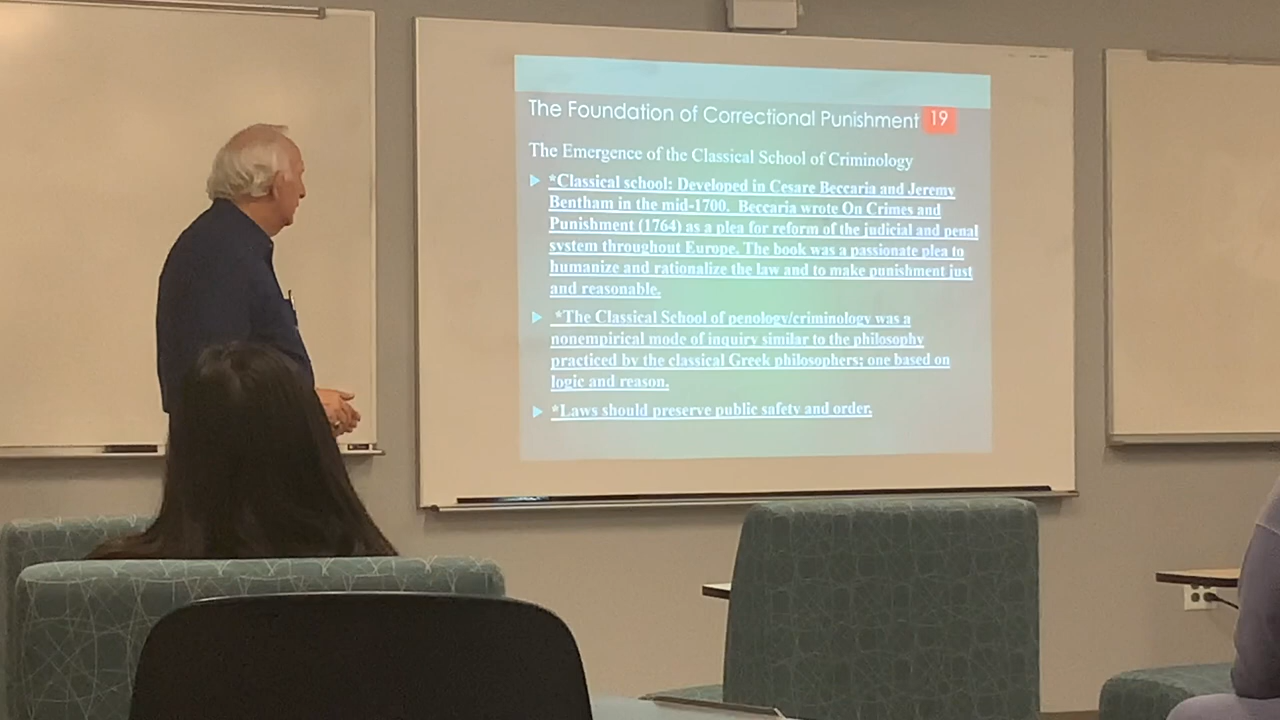 The Foundation of Correctional Punishment 19
The Emergence of the Classical School of Criminology
*Classical school: Developed in Cesare Beccaria and Jeremy
Bentham in the mid-1700. Beccaria wrote On Crimes and
Punishment (1764) as a plea for reform of the judicial and penal
system throughout Europe. The book was a passionate plea to
humanize and rationalize the law and to make punishment just
and reasonable.
*The Classical School of penology/criminology was a
nonempirical mode of inquiry similar to the philosophy
practiced by the classical Greek philosophers; one based on
logic and reason.
*Laws should preserve public safety and order.